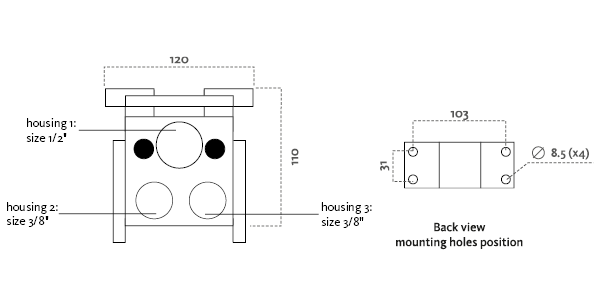 120
housing 1:
size 1/2"
110
housing 2:
size 3/8"
housing 3:
size 3/8"
103
31
∅ 8.5 (x4)
Back view
mounting holes position